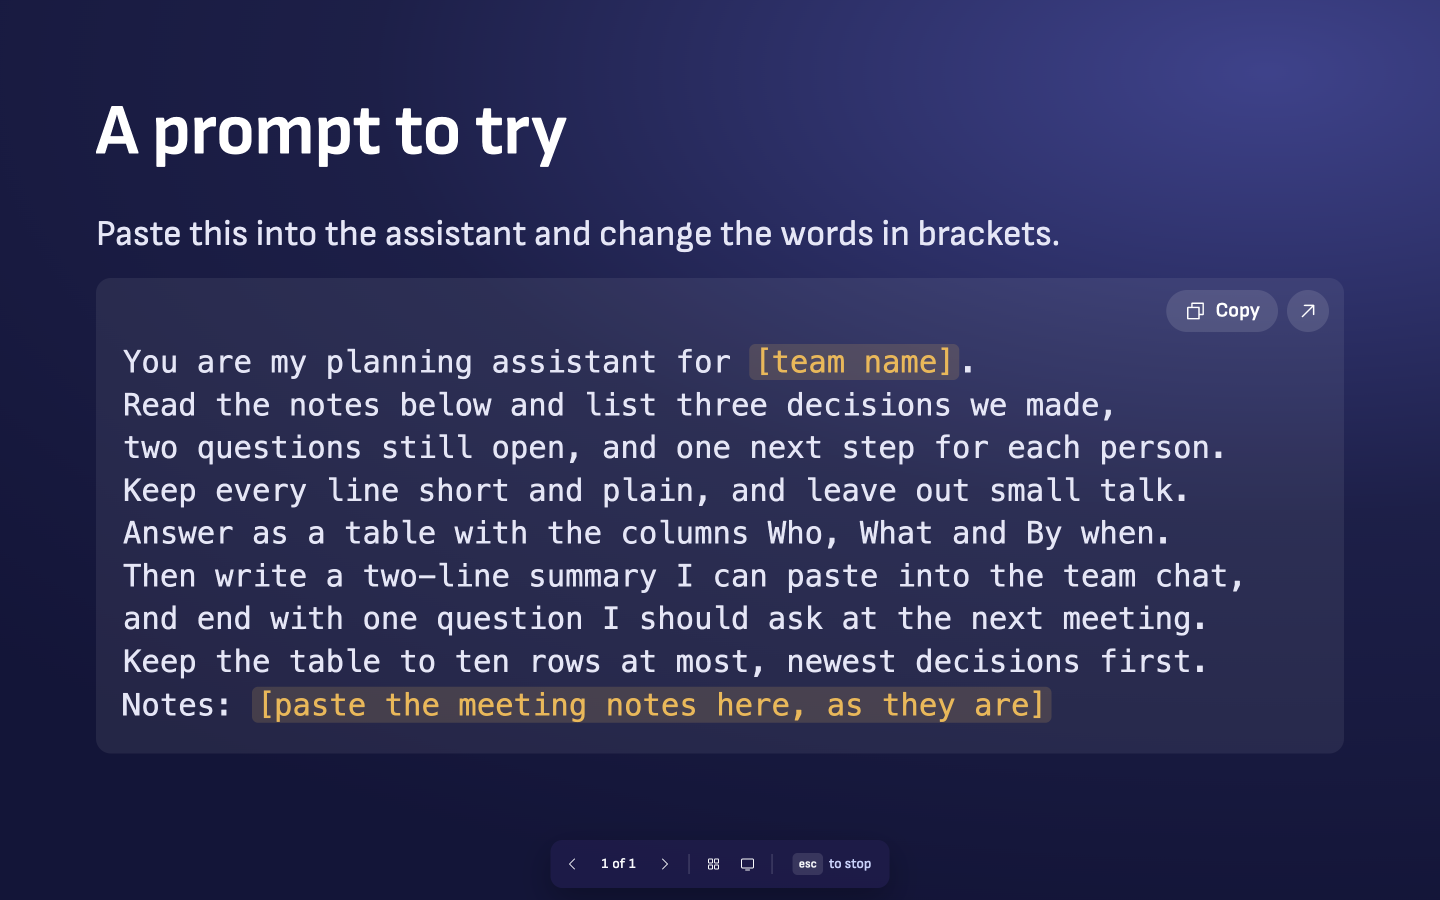 A prompt to try
Paste this into the assistant and change the words in brackets.
Copy
You are my planning assistant for [team name].
Read the notes below and list three decisions we made,
two questions still open, and one next step for each person.
Keep every line short and plain, and leave out small talk.
Answer as a table with the columns Who, What and By when.
Then write a two-line summary I can paste into the team chat,
and end with one question I should ask at the next meeting.
Keep the table to ten rows at most, newest decisions first.
Notes: [paste the meeting notes here, as they are]
1 of 1
esc to stop